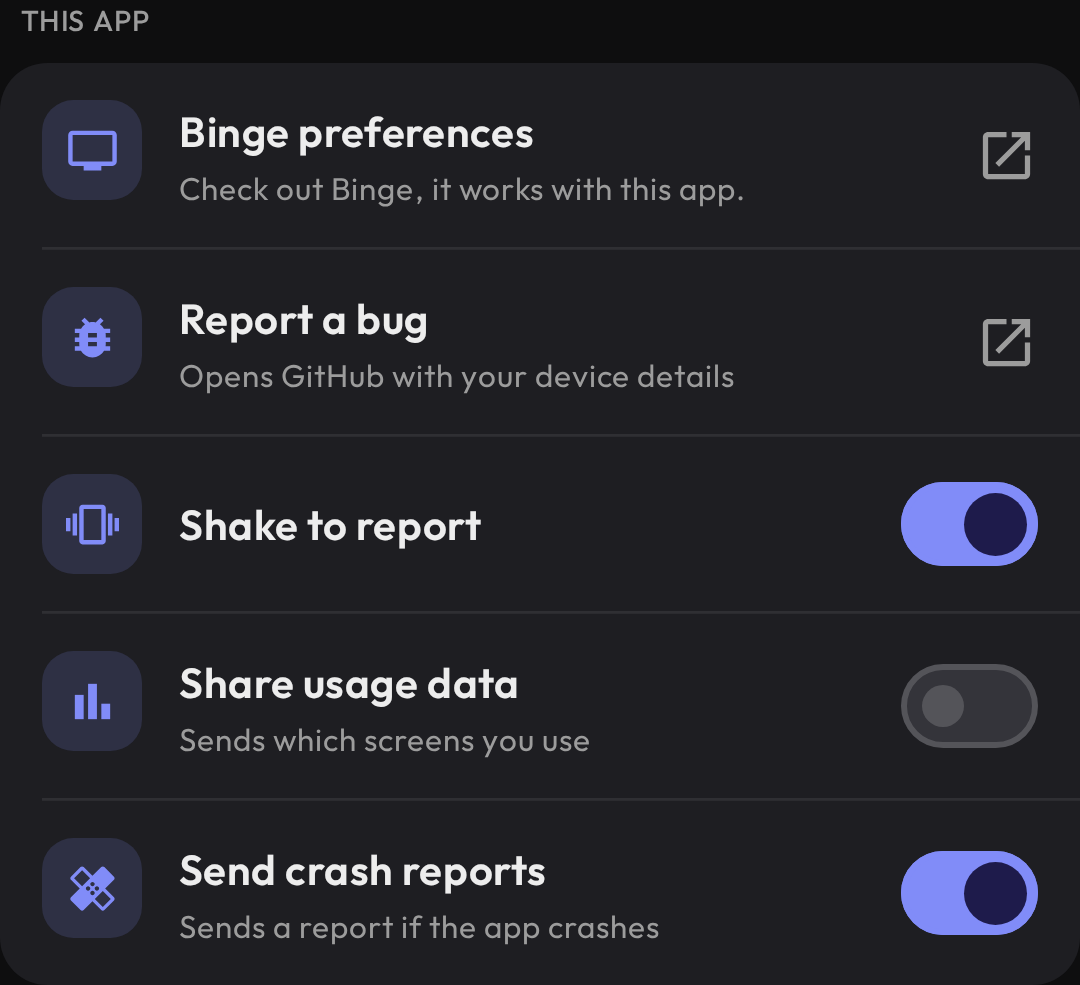 THIS APP
Binge preferences
Check out Binge, it works with this app.
Report a bug
Opens GitHub with your device details
Shake to report
Share usage data
Sends which screens you use
Send crash reports
Sends a report if the app crashes